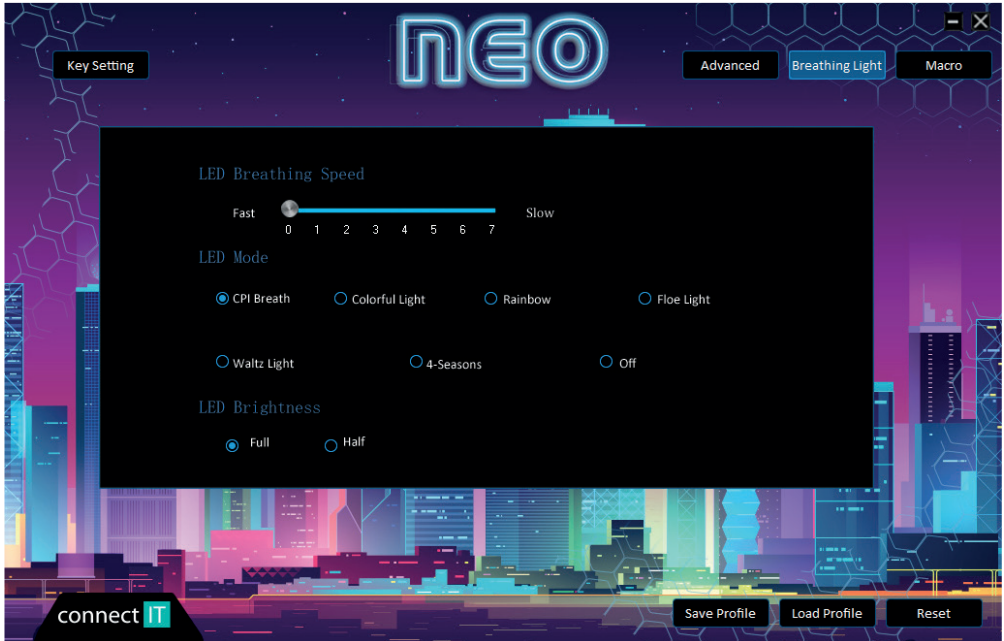 NEO
Key Setting
Advanced
Breathing Light
Macro
LED Breathing Speed
Fast
Slow
0 1 2 3 4 5 6 7
LED Mode
CPI Breath Colorful Light Rainbow Floe Light
Waltz Light 4-Seasons Off
LED Brightness
Full Half
connect IT
Save Profile Load Profile Reset